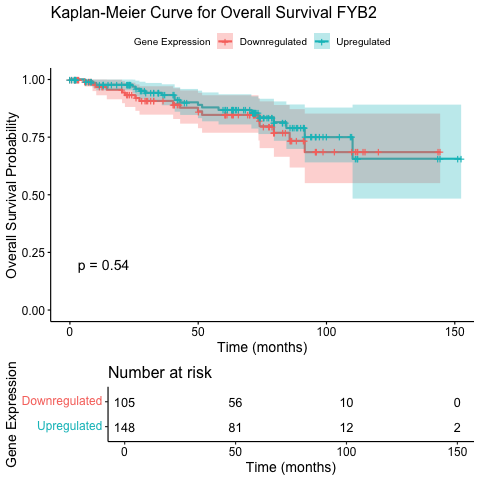 Kaplan-Meier Curve for Overall Survival FYB2
Gene Expression Downregulated Upregulated
Overall Survival Probability
1.00
0.75
0.50
0.25
0.00
p = 0.54
0 50 100 150
Time (months)
Number at risk
Gene Expression
Downregulated 105 56 10 0
Upregulated 148 81 12 2
0 50 100 150
Time (months)